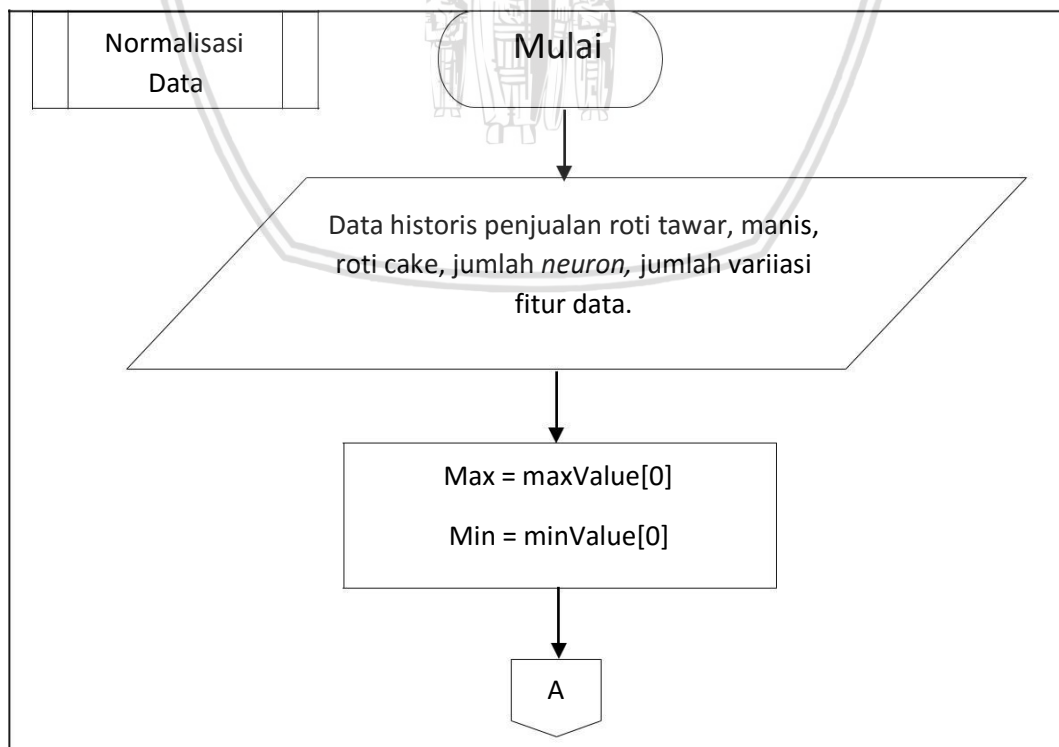 Normalisasi
Data
Mulai
Data historis penjualan roti tawar, manis,
roti cake, jumlah neuron, jumlah variiasi
fitur data.
Max = maxValue[0]
Min = minValue[0]
A